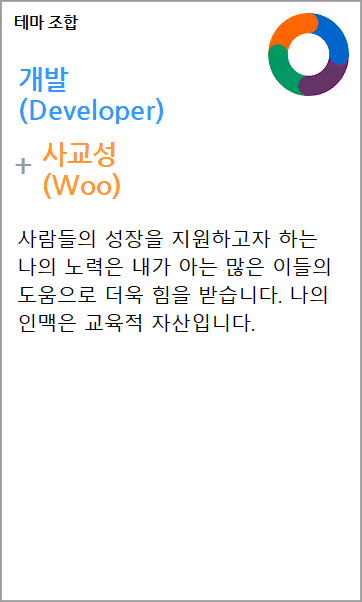 테마 조합
개발
(Developer)
+ 사교성
(Woo)
사람들의 성장을 지원하고자 하는
나의 노력은 내가 아는 많은 이들의
도움으로 더욱 힘을 받습니다. 나의
인맥은 교육적 자산입니다.